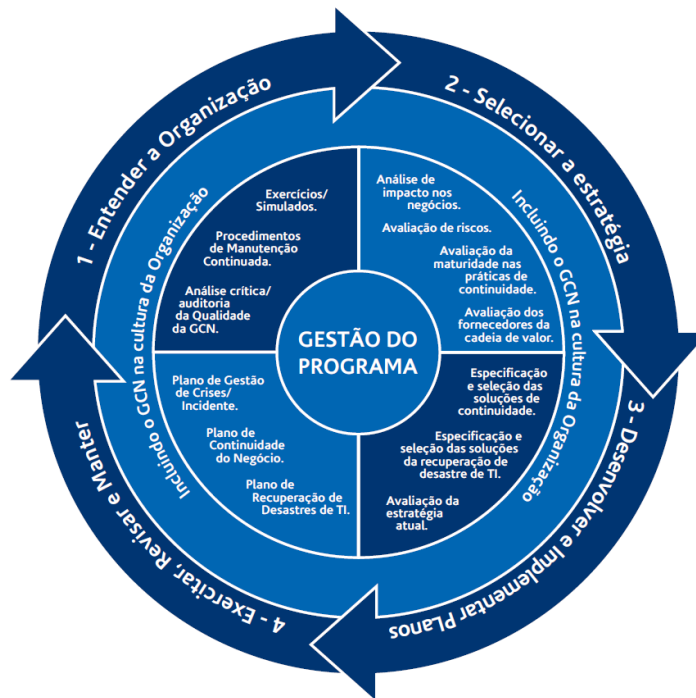 1 - Entender a Organização
2 - Selecionar a estratégia
3 - Desenvolver e Implementar PLanos
4 - Exercitar, Revisar e Manter
Incluindo o GCN na cultura da Organização
Incluindo o GCN na cultura da Organização
Exercícios/
Simulados.
Procedimentos
de Manutenção
Continuada.
Análise crítica/
auditoria
da Qualidade
da GCN.
Análise de
impacto nos
negócios.
Avaliação de riscos.
Avaliação da
maturidade nas
práticas de
continuidade.
Avaliação dos
fornecedores da
cadeia de valor.
GESTÃO DO
PROGRAMA
Plano de Gestão
de Crises/
Incidente.
Plano de
Continuidade
do Negócio.
Plano de
Recuperação de
Desastres de TI.
Especificação
e seleção das
soluções de
continuidade.
Especificação e
seleção das soluções
da recuperação de
desastre de TI.
Avaliação da
estratégia
atual.